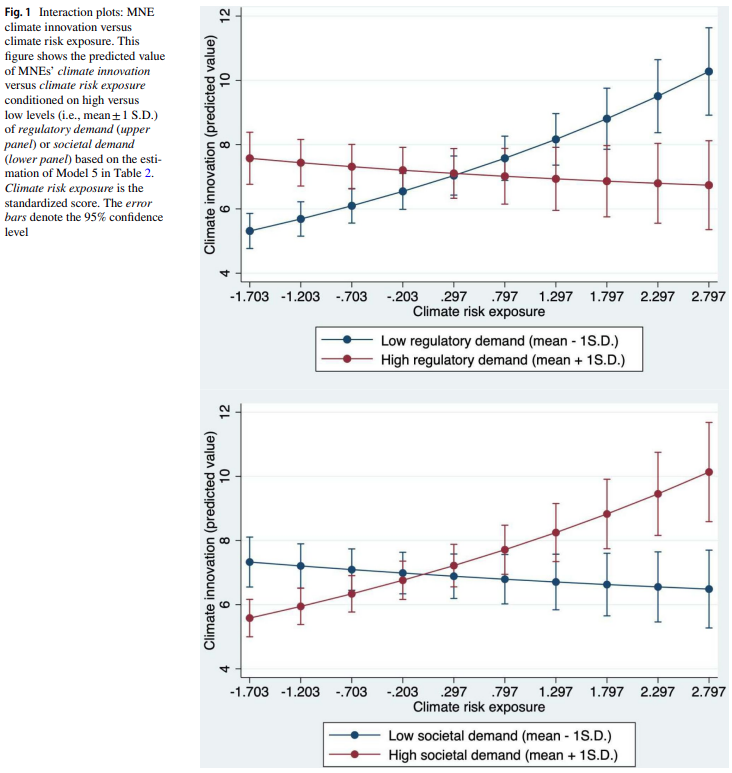 Fig. 1 Interaction plots: MNE
climate innovation versus
climate risk exposure. This
figure shows the predicted value
of MNEs' climate innovation
versus climate risk exposure
conditioned on high versus
low levels (i.e., mean ± 1 S.D.)
of regulatory demand (upper
panel) or societal demand
(lower panel) based on the esti-
mation of Model 5 in Table 2.
Climate risk exposure is the
standardized score. The error
bars denote the 95% confidence
level
Climate innovation (predicted value)
12
10
8
6
4
-1.703 -1.203 -.703 -.203 .297 .797 1.297 1.797 2.297 2.797
Climate risk exposure
Low regulatory demand (mean - 1S.D.)
High regulatory demand (mean + 1S.D.)
Climate innovation (predicted value)
12
10
8
6
4
-1.703 -1.203 -.703 -.203 .297 .797 1.297 1.797 2.297 2.797
Climate risk exposure
Low societal demand (mean - 1S.D.)
High societal demand (mean + 1S.D.)